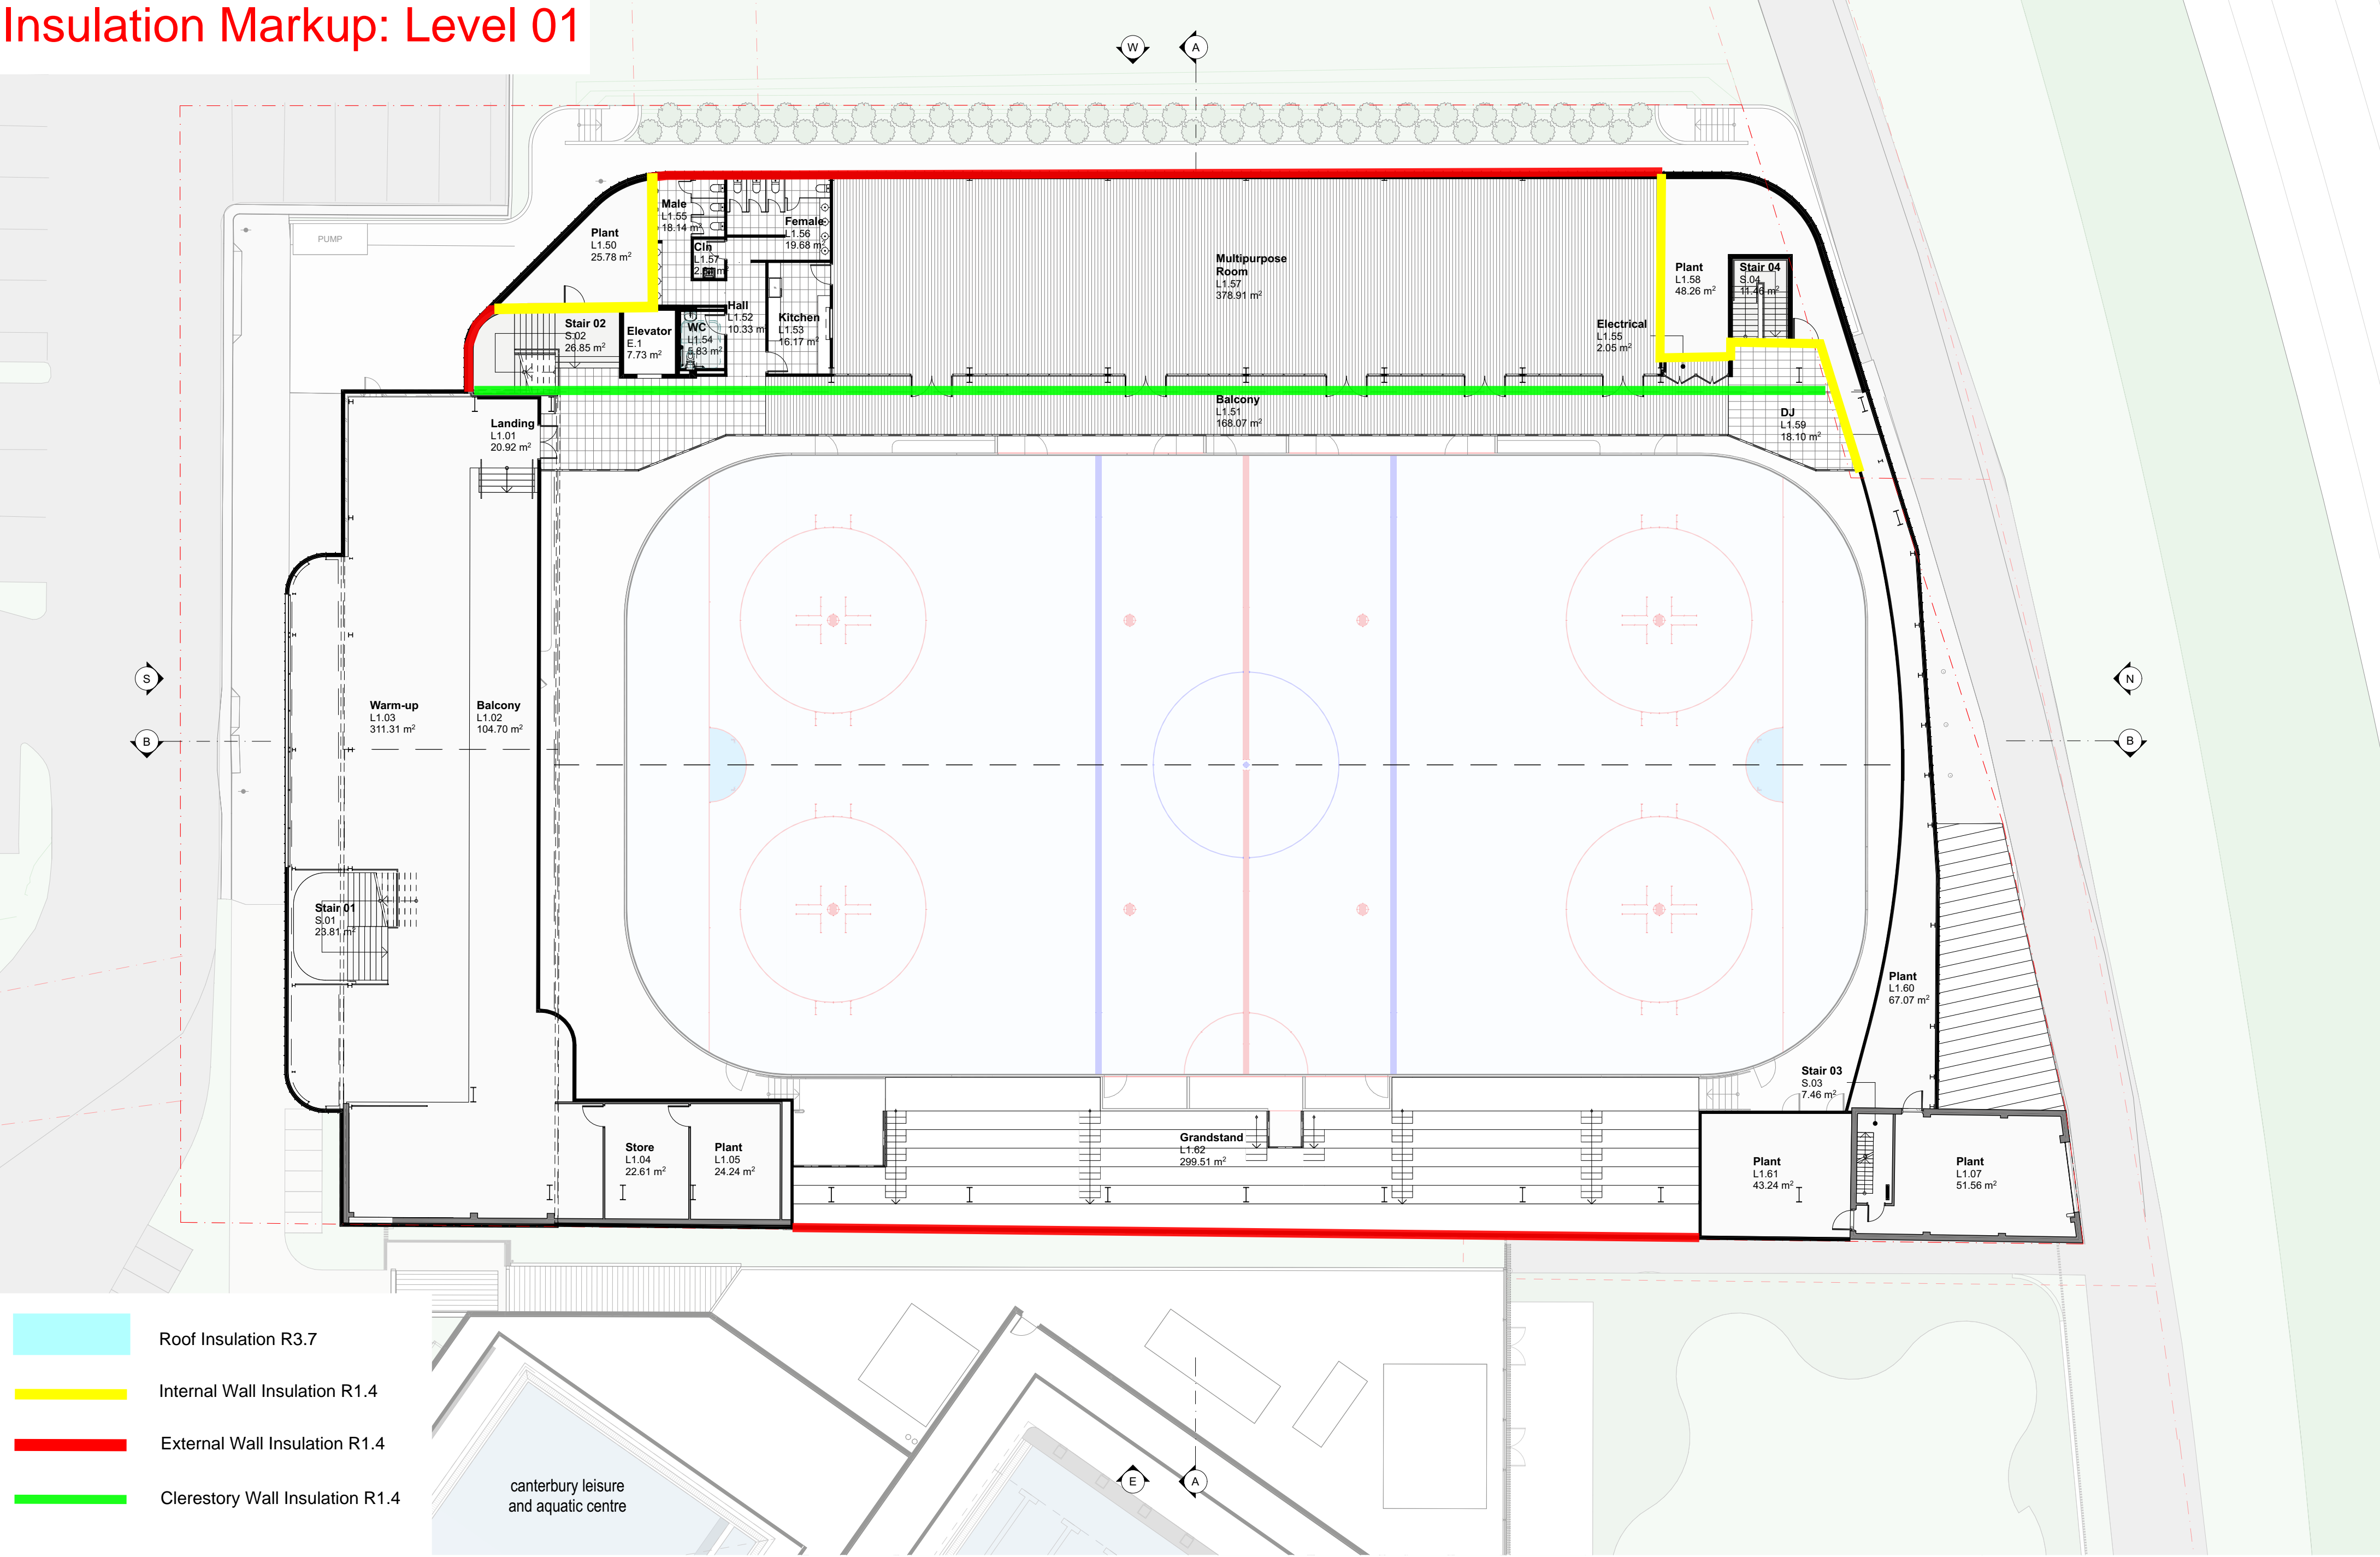 Insulation Markup: Level 01
W
A
PUMP
Plant
L1.50
25.78 m²
Male
L1.55
18.14 m²
Cln
L1.57
Female
L1.56
19.68 m²
Hall
L1.52
10.33 m
Kitchen
L1.53
16.17 m²
Stair 02
S.02
26.85 m²
Elevator
E.1
7.73 m²
WC
L1.54
5.83 m²
Multipurpose
Room
L1.57
378.91 m²
Electrical
L1.55
2.05 m²
Plant
L1.58
48.26 m²
Stair 04
S.04
11.46 m²
Landing
L1.01
20.92 m²
Balcony
L1.51
168.07 m²
DJ
L1.59
18.10 m²
S
B
N
B
Warm-up
L1.03
311.31 m²
Balcony
L1.02
104.70 m²
Stair 01
S.01
23.81 m²
Plant
L1.60
67.07 m²
Stair 03
S.03
7.46 m²
Store
L1.04
22.61 m²
Plant
L1.05
24.24 m²
Grandstand
L1.62
299.51 m²
Plant
L1.61
43.24 m²
Plant
L1.07
51.56 m²
Roof Insulation R3.7
Internal Wall Insulation R1.4
External Wall Insulation R1.4
Clerestory Wall Insulation R1.4
canterbury leisure
and aquatic centre
E
A